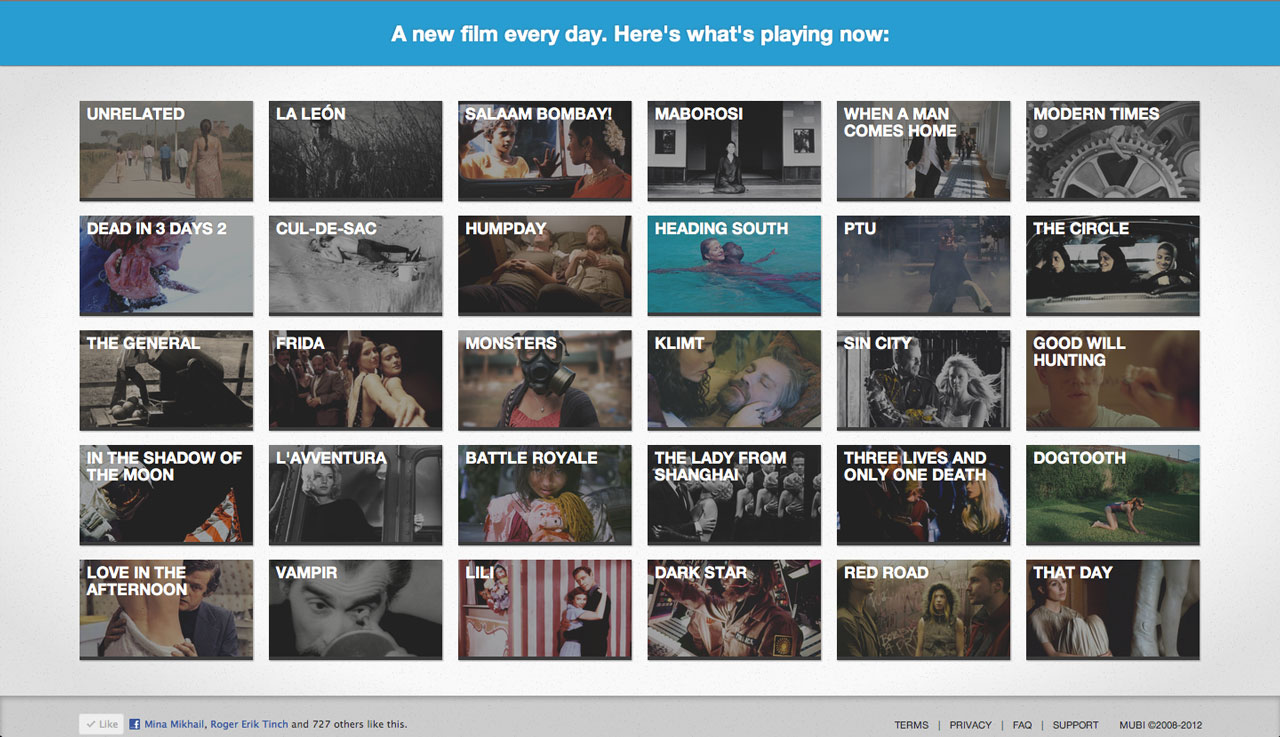 A new film every day. Here's what's playing now:
UNRELATED
LA LEÓN
SALAAM BOMBAY!
MABOROSI
WHEN A MAN
COMES HOME
MODERN TIMES
DEAD IN 3 DAYS 2
CUL-DE-SAC
HUMPDAY
HEADING SOUTH
PTU
THE CIRCLE
THE GENERAL
FRIDA
MONSTERS
KLIMT
SIN CITY
GOOD WILL
HUNTING
IN THE SHADOW OF
THE MOON
L'AVVENTURA
BATTLE ROYALE
THE LADY FROM
SHANGHAI
THREE LIVES AND
ONLY ONE DEATH
DOGTOOTH
LOVE IN THE
AFTERNOON
VAMPIR
LILI
DARK STAR
RED ROAD
THAT DAY
Like
Mina Mikhail, Roger Erik Tinch and 727 others like this.
TERMS | PRIVACY | FAQ | SUPPORT MUBI ©2008-2012